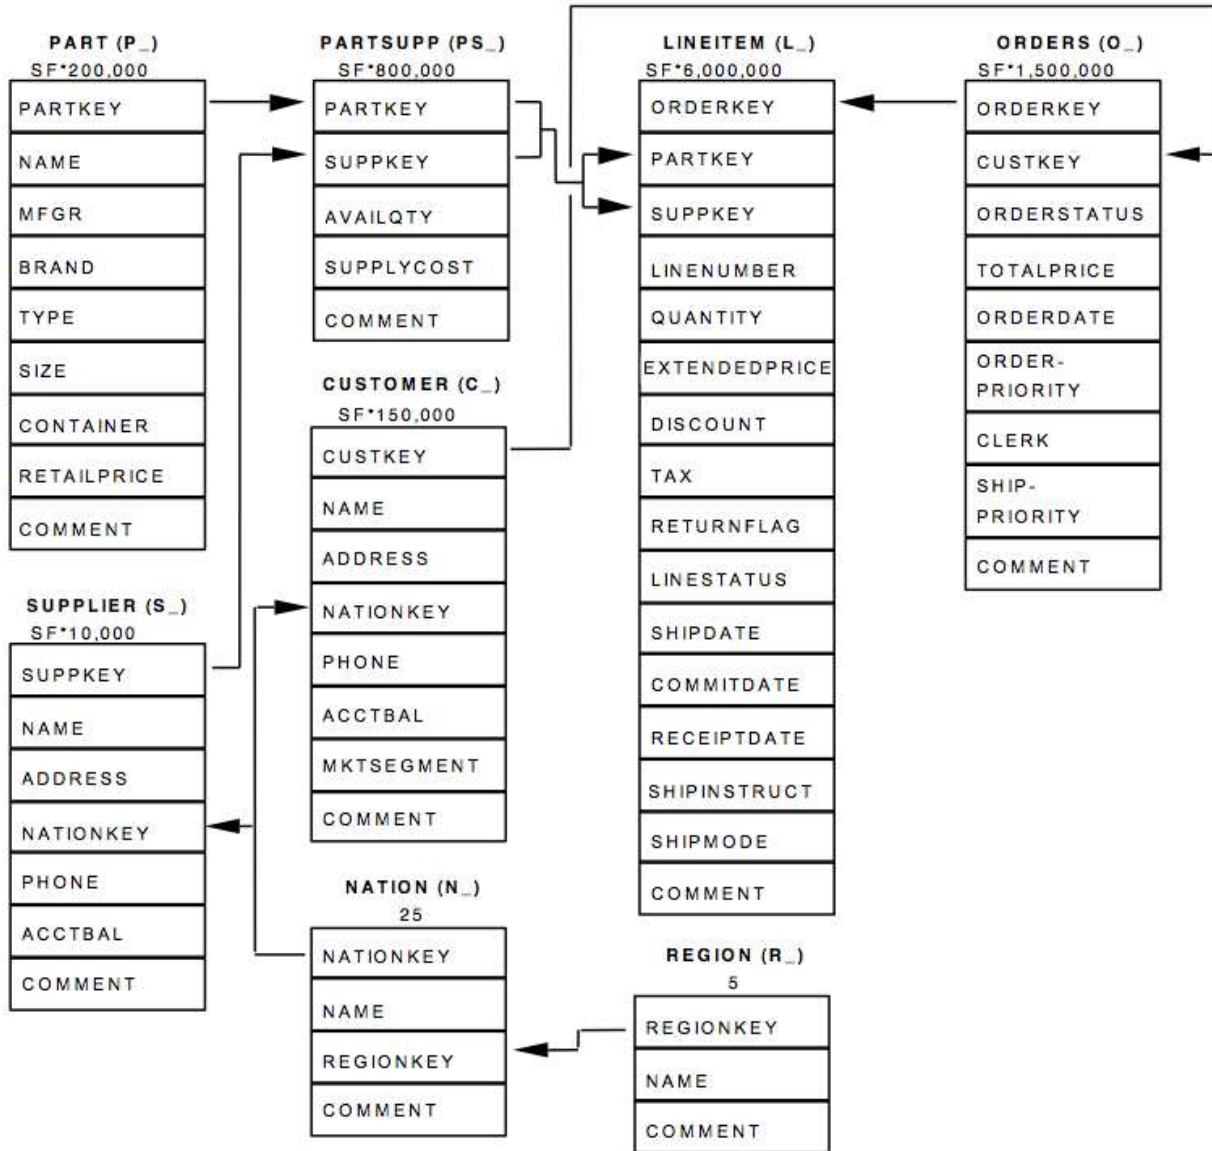 PART (P_)
SF*200,000
PARTKEY
NAME
MFGR
BRAND
TYPE
SIZE
CONTAINER
RETAILPRICE
COMMENT
SUPPLIER (S_)
SF*10,000
SUPPKEY
NAME
ADDRESS
NATIONKEY
PHONE
ACCTBAL
COMMENT
PARTSUPP (PS_)
SF*800,000
PARTKEY
SUPPKEY
AVAILQTY
SUPPLYCOST
COMMENT
CUSTOMER (C_)
SF*150,000
CUSTKEY
NAME
ADDRESS
NATIONKEY
PHONE
ACCTBAL
MKTSEGMENT
COMMENT
NATION (N_)
25
NATIONKEY
NAME
REGIONKEY
COMMENT
LINEITEM (L_)
SF*6,000,000
ORDERKEY
PARTKEY
SUPPKEY
LINENUMBER
QUANTITY
EXTENDEDPRICE
DISCOUNT
TAX
RETURNFLAG
LINESTATUS
SHIPDATE
COMMITDATE
RECEIPTDATE
SHIPINSTRUCT
SHIPMODE
COMMENT
REGION (R_)
5
REGIONKEY
NAME
COMMENT
ORDERS (O_)
SF*1,500,000
ORDERKEY
CUSTKEY
ORDERSTATUS
TOTALPRICE
ORDERDATE
ORDER-
PRIORITY
CLERK
SHIP-
PRIORITY
COMMENT